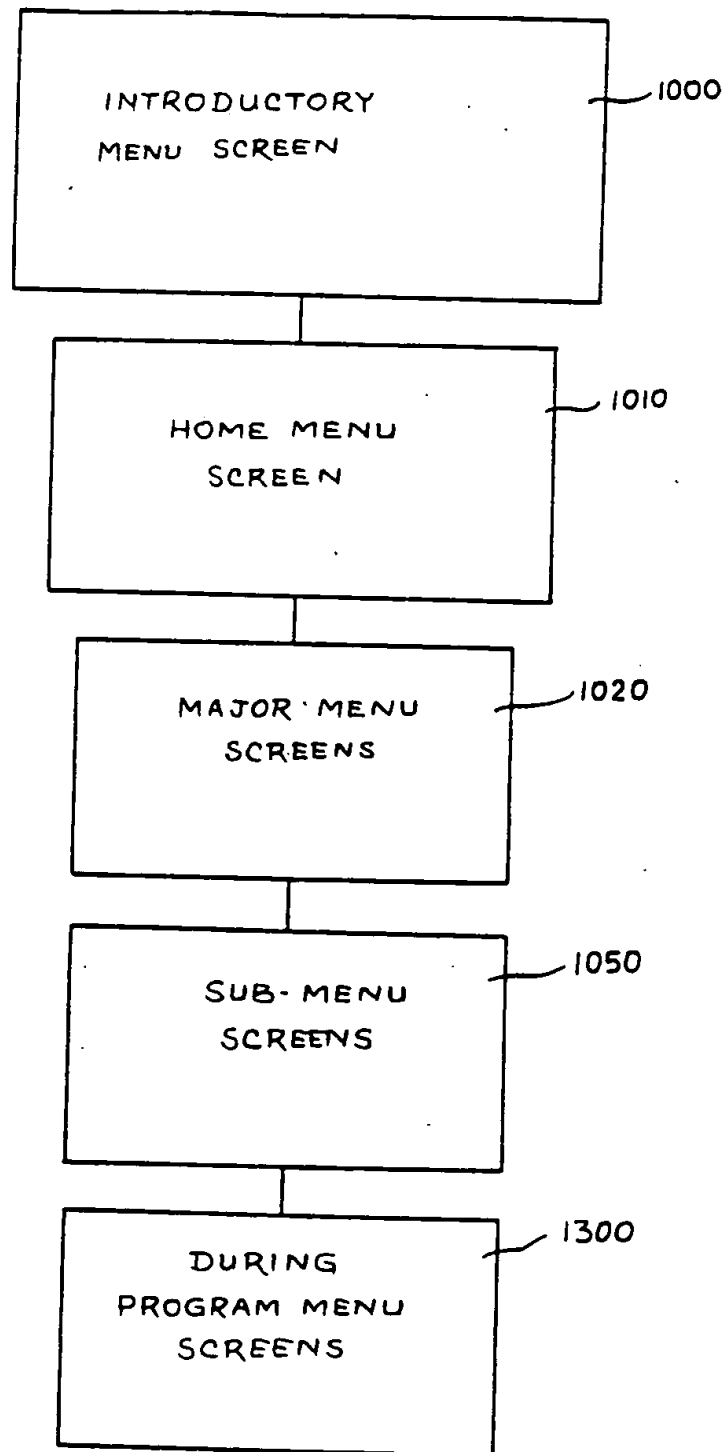 INTRODUCTORY
MENU SCREEN
1000
HOME MENU
SCREEN
1010
MAJOR MENU
SCREENS
1020
SUB-MENU
SCREENS
1050
DURING
PROGRAM MENU
SCREENS
1300